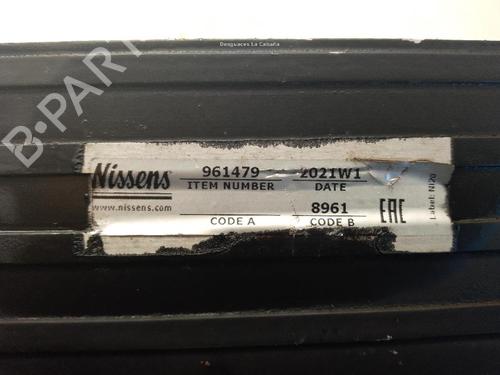 Desguaces La Cabaña
B-PARTS
Nissens
www.nissens.com
961479
ITEM NUMBER
2021W1
DATE
CODE A
8961
CODE B
EAC
Label: N120